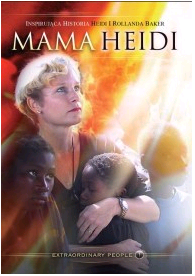 INSPIRUJĄCA HISTORIA HEIDI I ROLLANDA BAKER
MAMA HEIDI
EXTRAORDINARY PEOPLE